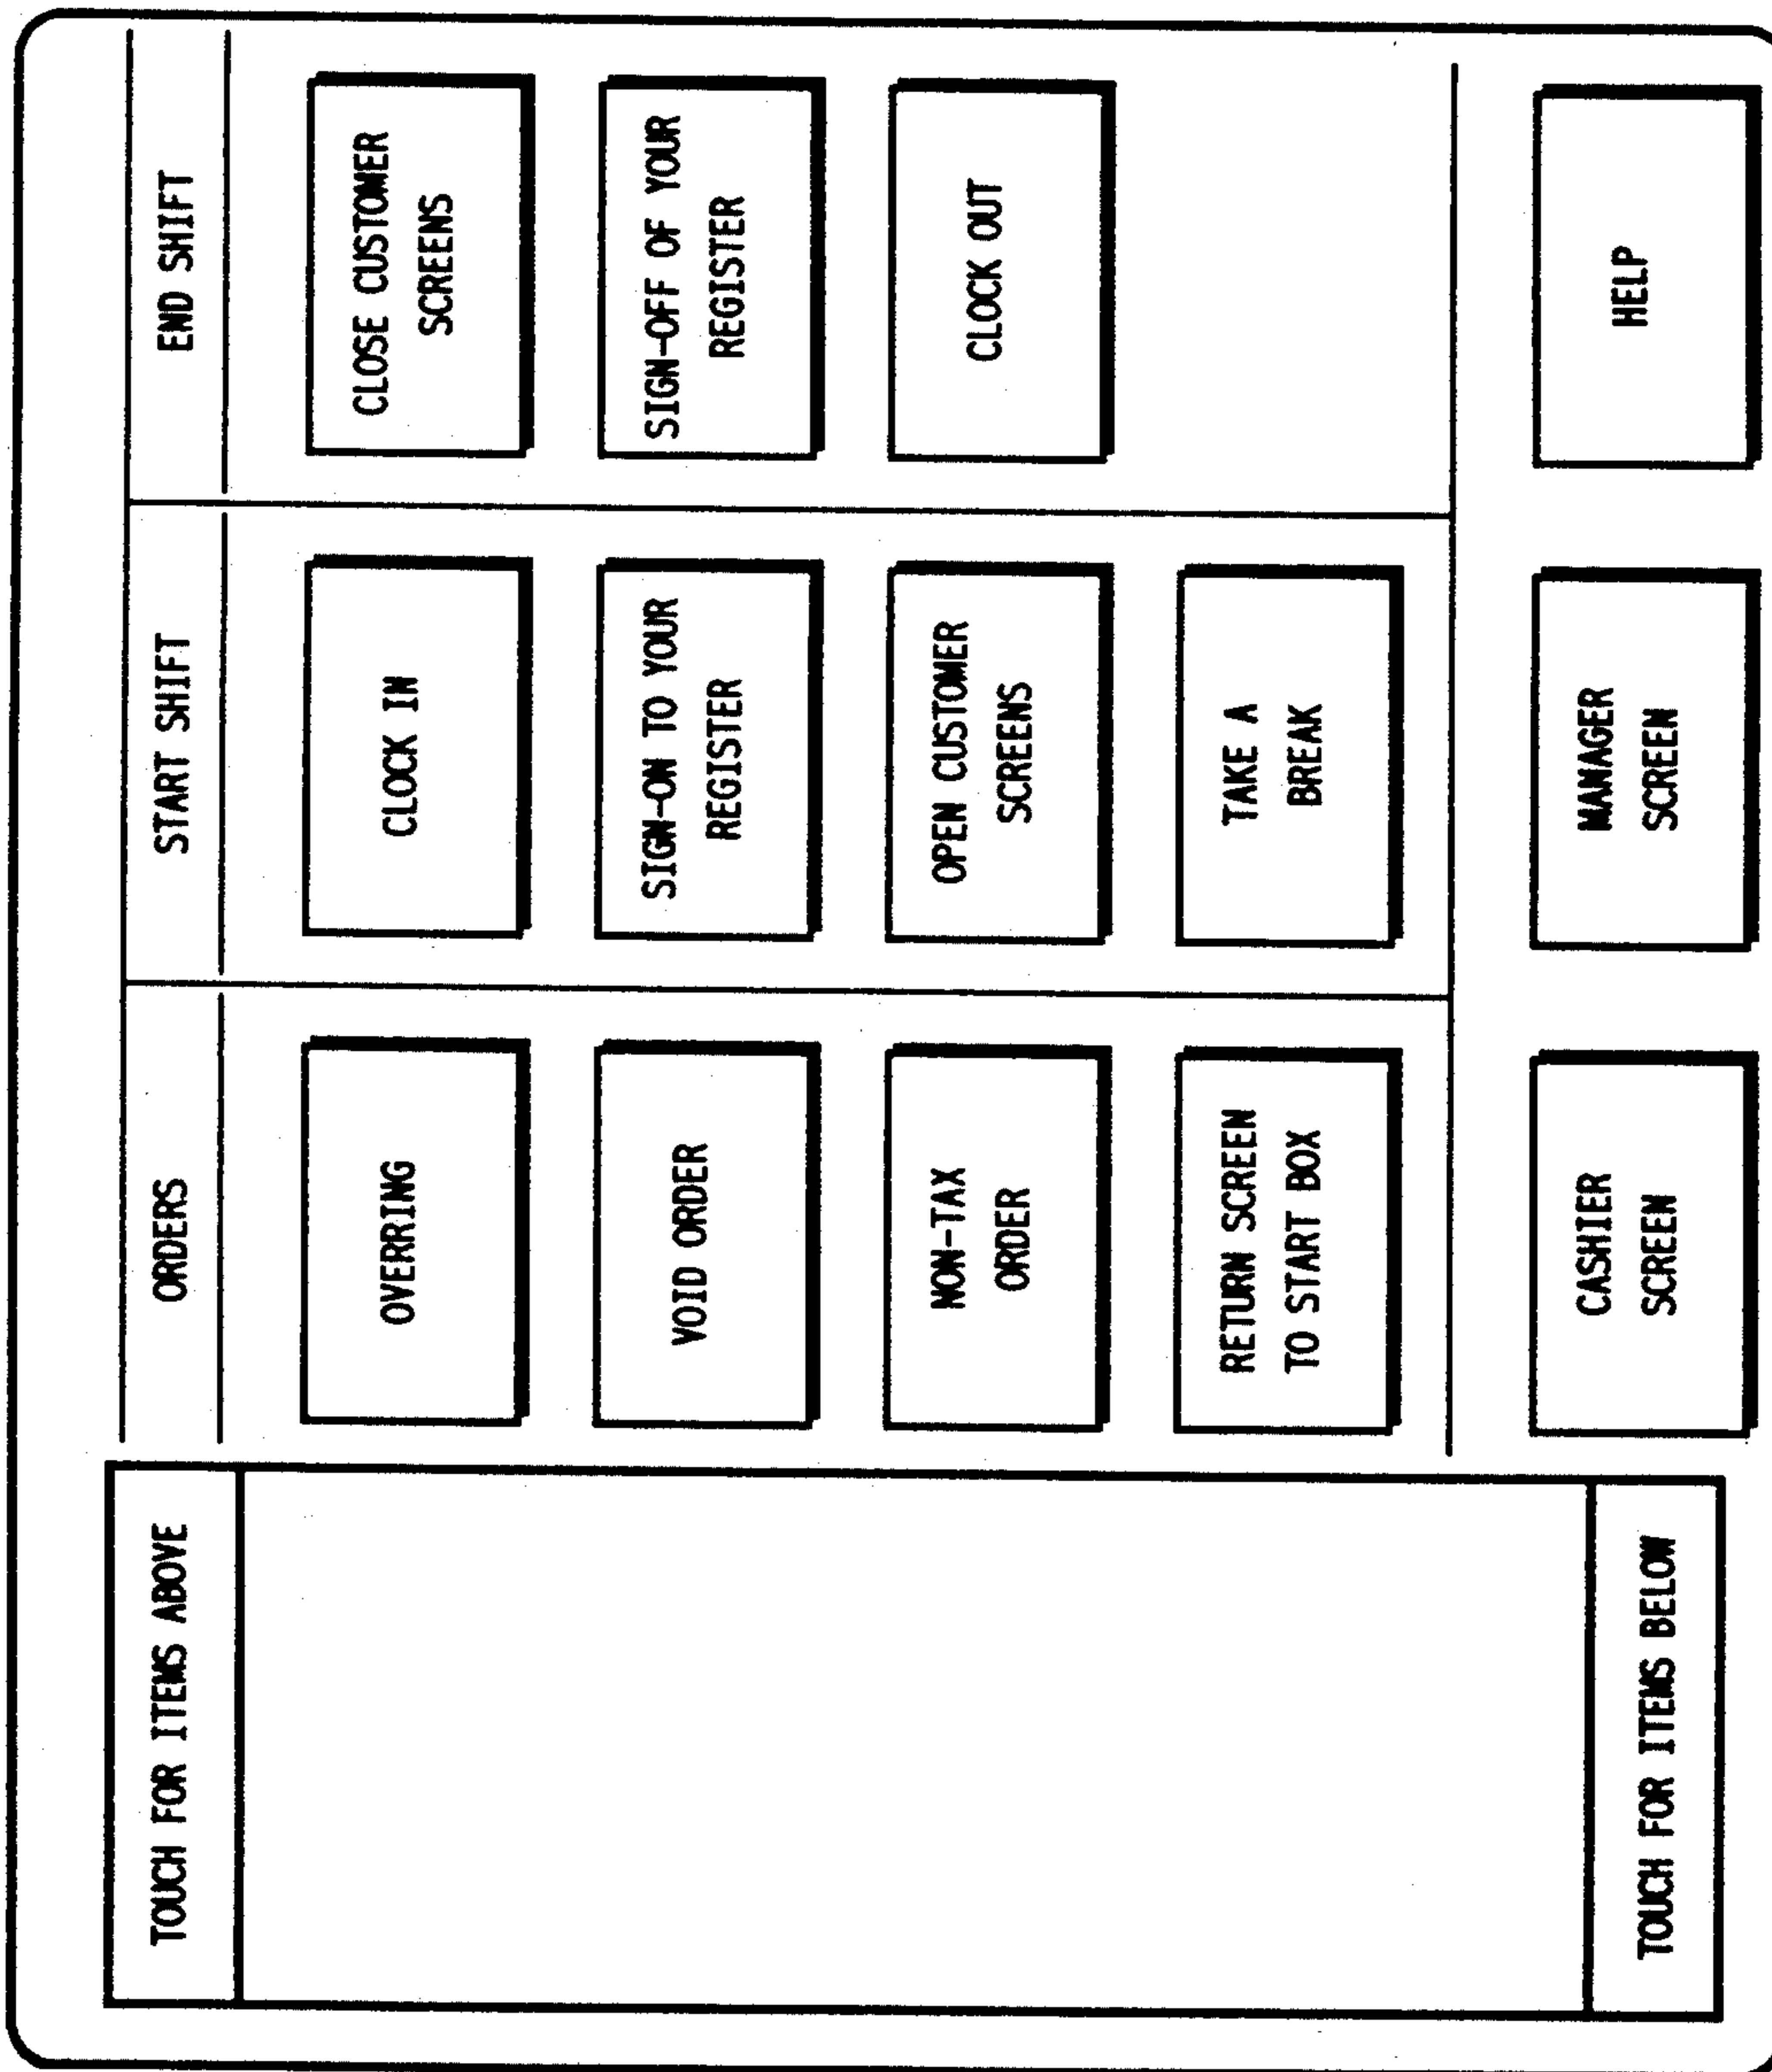 TOUCH FOR ITEMS ABOVE
TOUCH FOR ITEMS BELOW
ORDERS
OVERRING
VOID ORDER
NON-TAX
ORDER
RETURN SCREEN
TO START BOX
START SHIFT
CLOCK IN
SIGN-ON TO YOUR
REGISTER
OPEN CUSTOMER
SCREENS
TAKE A
BREAK
END SHIFT
CLOSE CUSTOMER
SCREENS
SIGN-OFF OF YOUR
REGISTER
CLOCK OUT
CASHIER
SCREEN
MANAGER
SCREEN
HELP